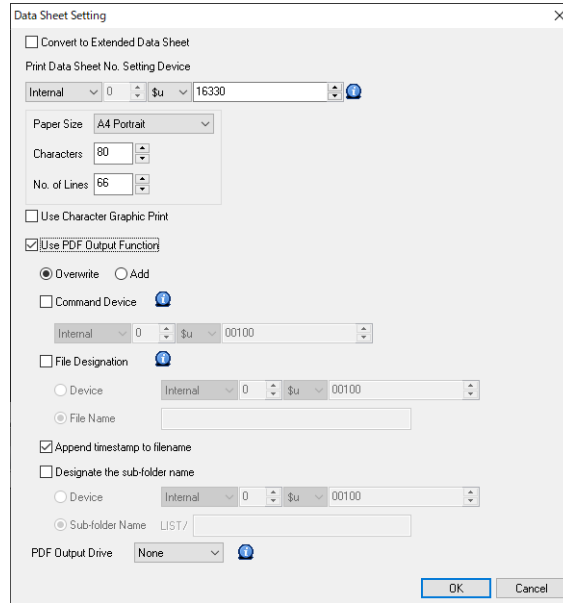 Data Sheet Setting
Convert to Extended Data Sheet
Print Data Sheet No. Setting Device
Internal 0 $u 16330
Paper Size A4 Portrait
Characters 80
No. of Lines 66
Use Character Graphic Print
Use PDF Output Function
Overwrite Add
Command Device
Internal 0 $u 00100
File Designation
Device Internal 0 $u 00100
File Name
Append timestamp to filename
Designate the sub-folder name
Device Internal 0 $u 00100
Sub-folder Name LIST/
PDF Output Drive None
OK Cancel